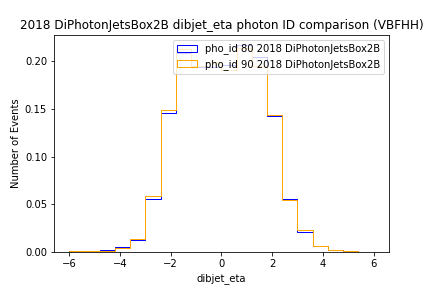 2018 DiPhotonJetsBox2B dibjet_eta photon ID comparison (VBFHH)
pho_id 80 2018 DiPhotonJetsBox2B
pho_id 90 2018 DiPhotonJetsBox2B
Number of Events
0.20
0.15
0.10
0.05
0.00
−6 −4 −2 0 2 4 6
dibjet_eta